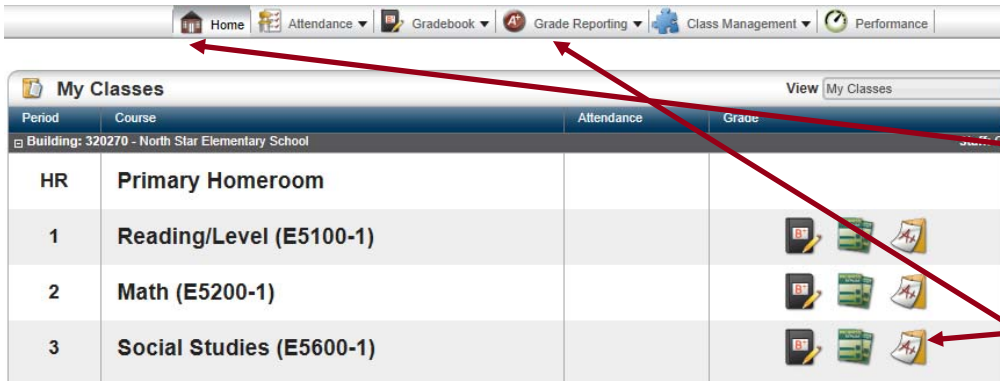 Home Attendance Gradebook Grade Reporting Class Management Performance
My Classes View My Classes
Period Course Attendance Grade
Building: 320270 - North Star Elementary School
HR Primary Homeroom
1 Reading/Level (E5100-1)
2 Math (E5200-1)
3 Social Studies (E5600-1)